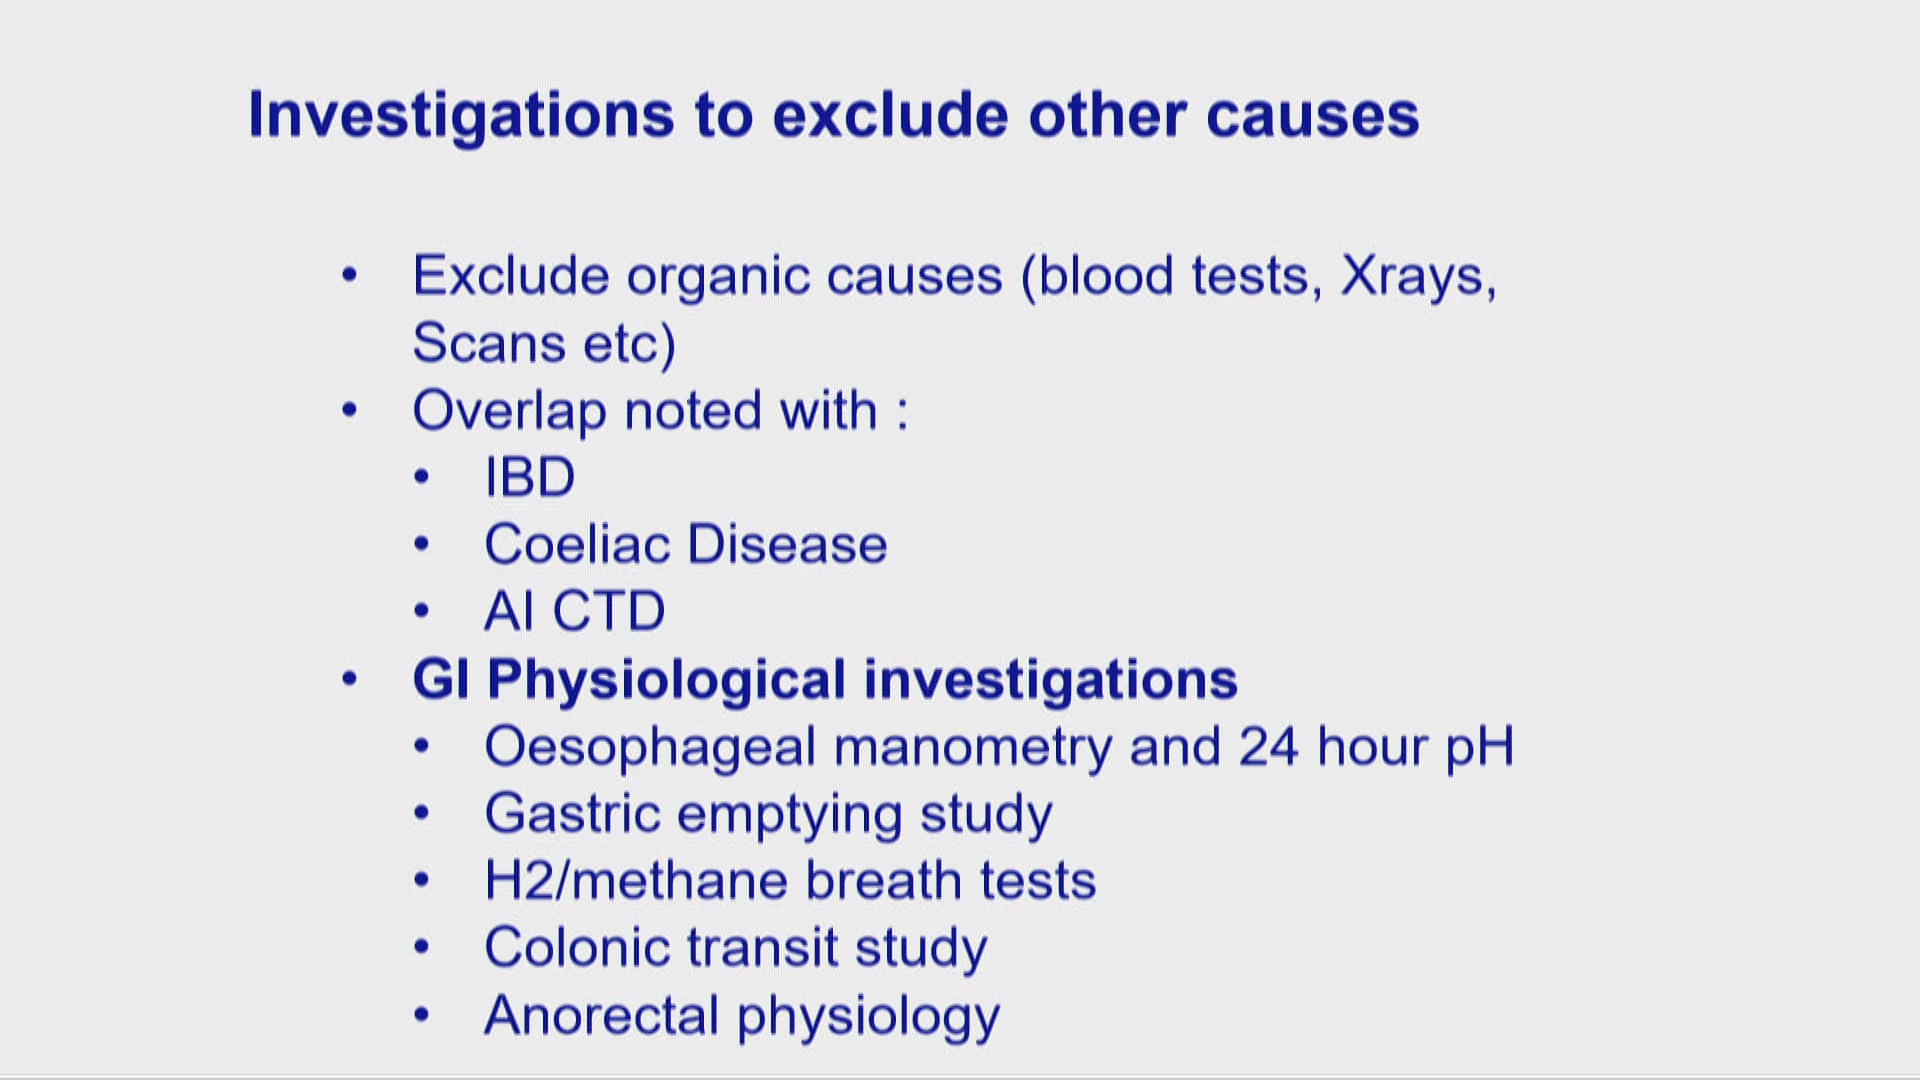 Investigations to exclude other causes
• Exclude organic causes (blood tests, Xrays,
Scans etc)
• Overlap noted with :
• IBD
• Coeliac Disease
• AI CTD
• GI Physiological investigations
• Oesophageal manometry and 24 hour pH
• Gastric emptying study
• H2/methane breath tests
• Colonic transit study
• Anorectal physiology